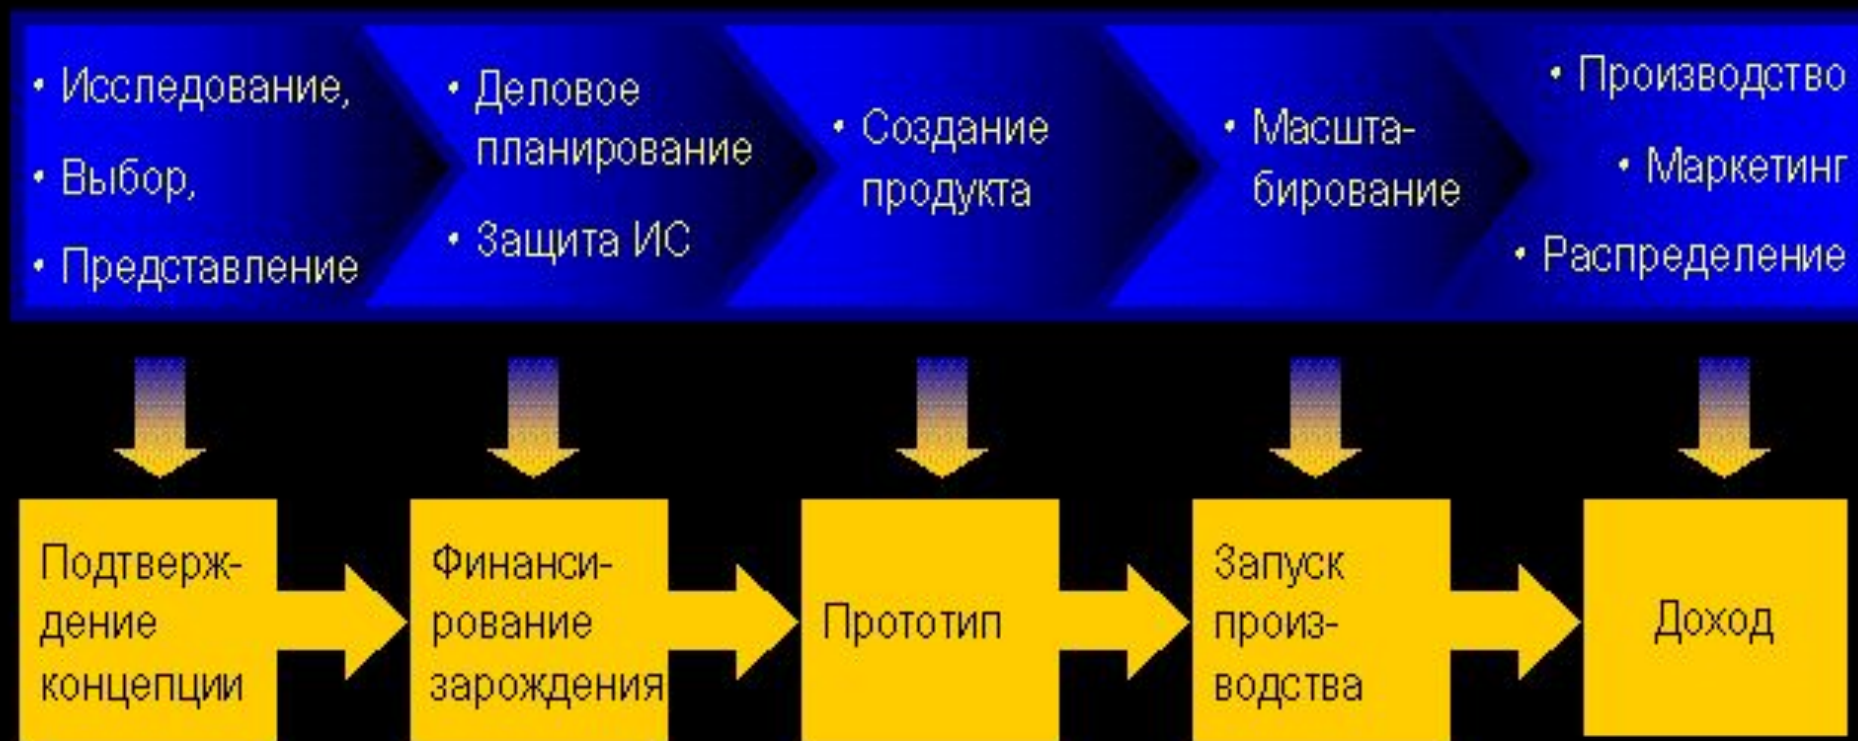 • Исследование,
• Выбор,
• Представление
• Деловое
планирование
• Защита ИС
• Создание
продукта
• Масшта-
бирование
• Производство
• Маркетинг
• Распределение
Подтверж-
дение
концепции
Финанси-
рование
зарождения
Прототип
Запуск
произ-
водства
Доход